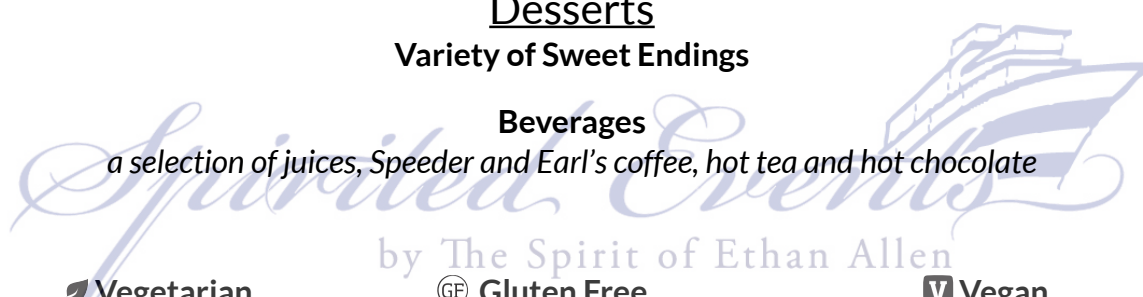 Desserts
Variety of Sweet Endings
Beverages
a selection of juices, Speeder and Earl's coffee, hot tea and hot chocolate
Spirited Events
by The Spirit of Ethan Allen
Vegetarian GF Gluten Free V Vegan